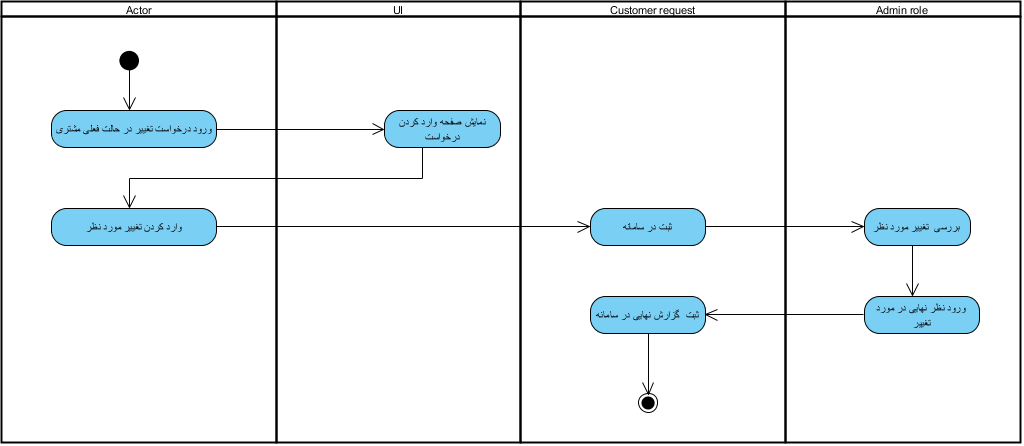 Actor
UI
Customer request
Admin role
ورود درخواست تغییر در حالت فعلی مشتری
نمایش صفحه وارد کردن
درخواست
وارد کردن تغییر مورد نظر
ثبت در سامانه
بررسی تغییر مورد نظر
ثبت گزارش نهایی در سامانه
ورود نظر نهایی در مورد
تغییر